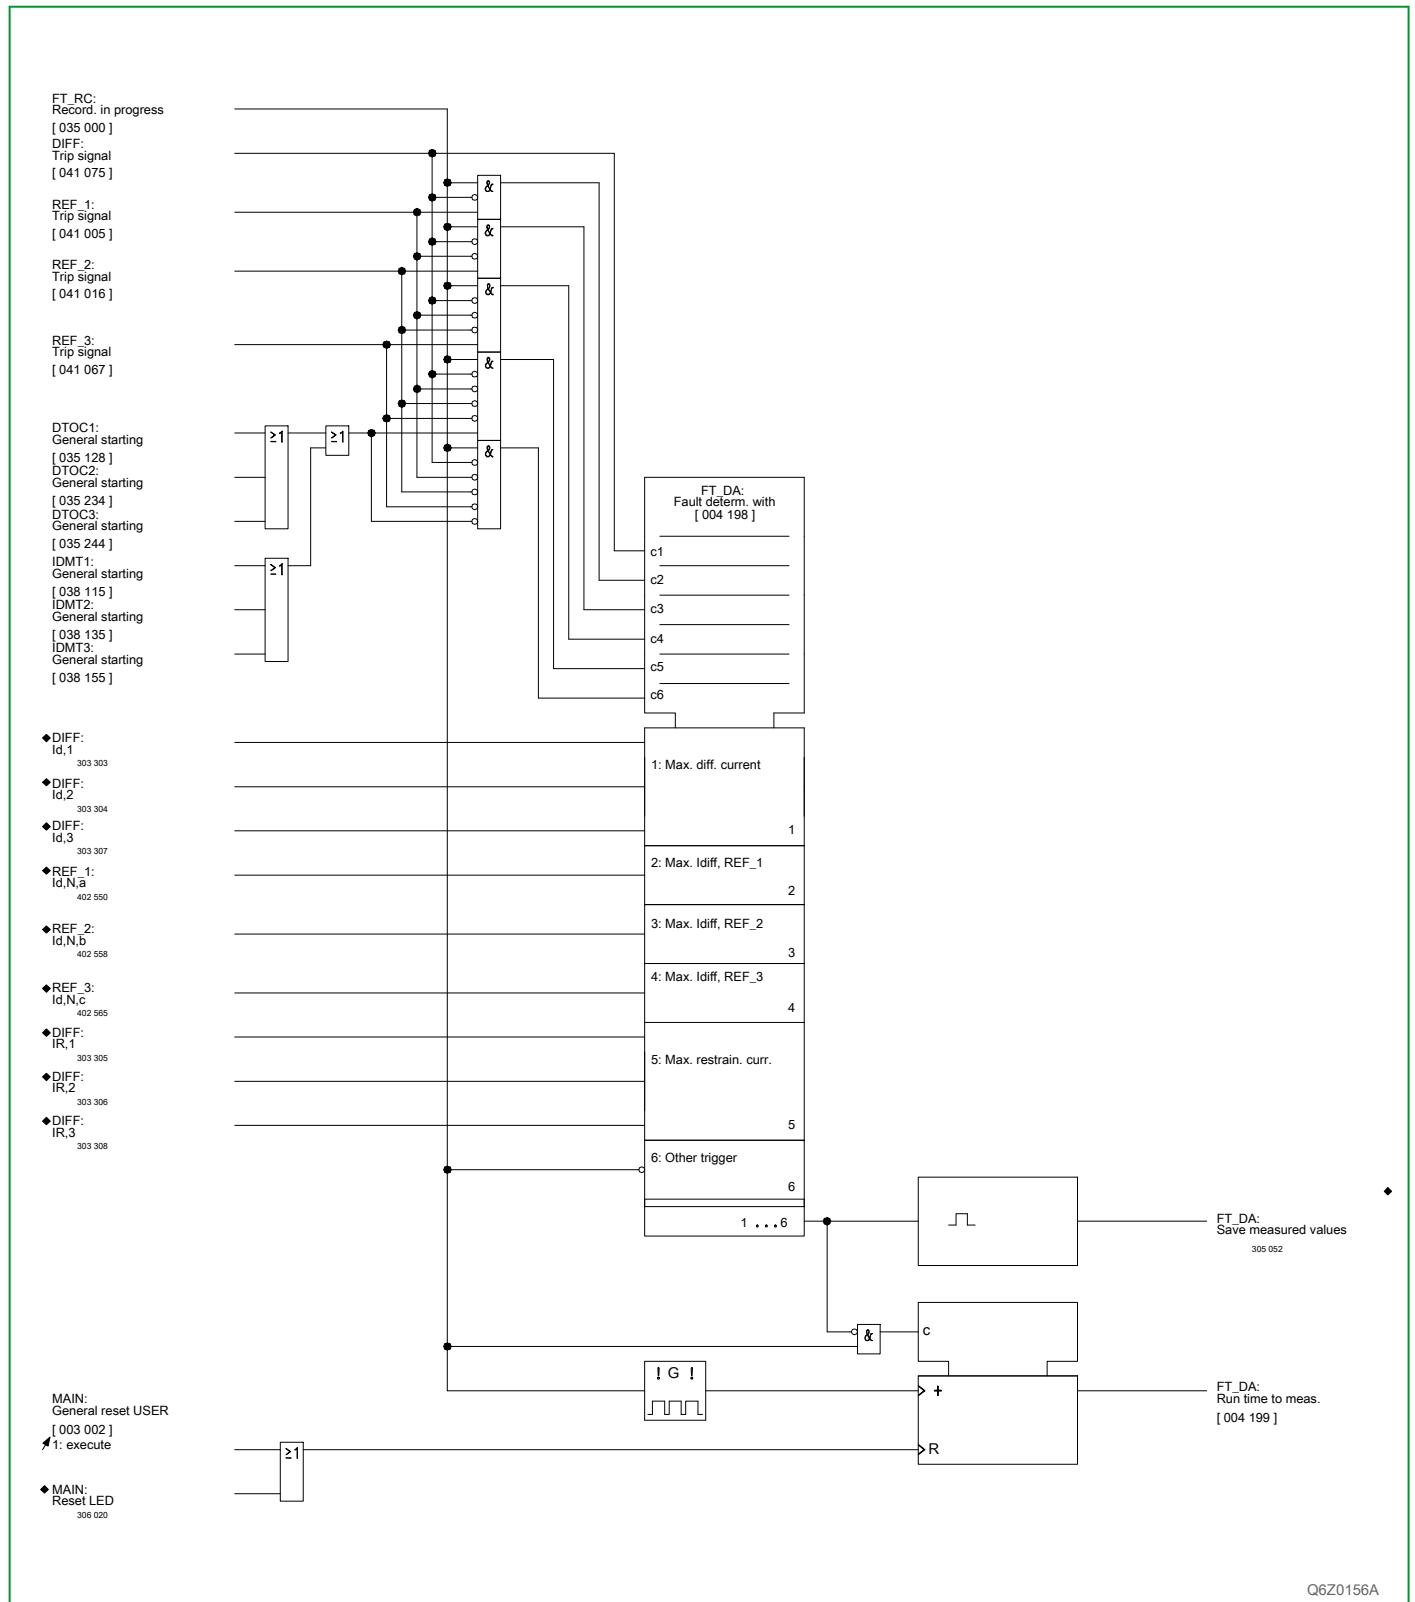 FT_RC:
Record. in progress
[ 035 000 ]
DIFF:
Trip signal
[ 041 075 ]
REF_1:
Trip signal
[ 041 005 ]
REF_2:
Trip signal
[ 041 016 ]
REF_3:
Trip signal
[ 041 067 ]
DTOC1:
General starting
[ 035 128 ]
DTOC2:
General starting
[ 035 234 ]
DTOC3:
General starting
[ 035 244 ]
IDMT1:
General starting
[ 038 115 ]
IDMT2:
General starting
[ 038 135 ]
IDMT3:
General starting
[ 038 155 ]
≥1
≥1
≥1
&
&
&
&
&
FT_DA:
Fault determ. with
[ 004 198 ]
c1
c2
c3
c4
c5
c6
DIFF:
Id,1
303 303
DIFF:
Id,2
303 304
DIFF:
Id,3
303 307
REF_1:
Id,N,a
402 550
REF_2:
Id,N,b
402 558
REF_3:
Id,N,c
402 565
DIFF:
IR,1
303 305
DIFF:
IR,2
303 306
DIFF:
IR,3
303 308
1: Max. diff. current
1
2: Max. Idiff, REF_1
2
3: Max. Idiff, REF_2
3
4: Max. Idiff, REF_3
4
5: Max. restrain. curr.
5
6: Other trigger
6
1 ...6
FT_DA:
Save measured values
305 052
&
c
! G !
+
R
FT_DA:
Run time to meas.
[ 004 199 ]
MAIN:
General reset USER
[ 003 002 ]
1: execute
≥1
MAIN:
Reset LED
306 020
Q6Z0156A